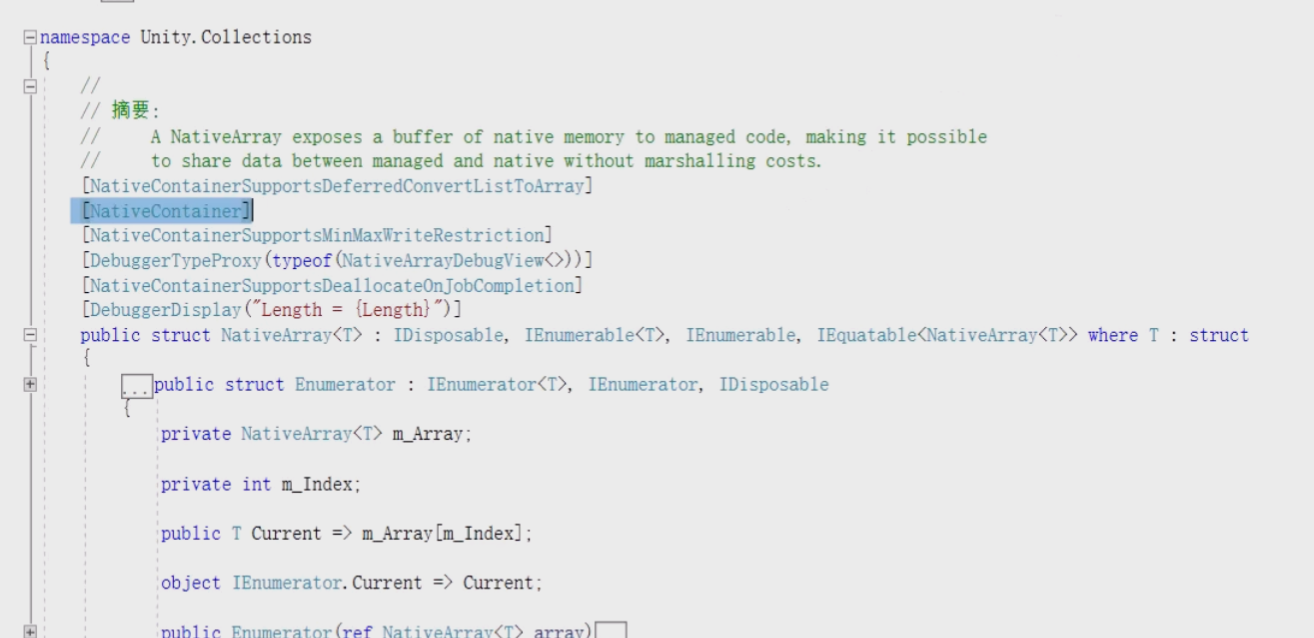 namespace Unity.Collections
{
//
// 摘要:
//     A NativeArray exposes a buffer of native memory to managed code, making it possible
//     to share data between managed and native without marshalling costs.
[NativeContainerSupportsDeferredConvertListToArray]
[NativeContainer]
[NativeContainerSupportsMinMaxWriteRestriction]
[DebuggerTypeProxy(typeof(NativeArrayDebugView<>))]
[NativeContainerSupportsDeallocateOnJobCompletion]
[DebuggerDisplay("Length = {Length}")]
public struct NativeArray<T> : IDisposable, IEnumerable<T>, IEnumerable, IEquatable<NativeArray<T>> where T : struct
{
...public struct Enumerator : IEnumerator<T>, IEnumerator, IDisposable
{
private NativeArray<T> m_Array;
private int m_Index;
public T Current => m_Array[m_Index];
object IEnumerator.Current => Current;
public Enumerator(ref NativeArray<T> array)